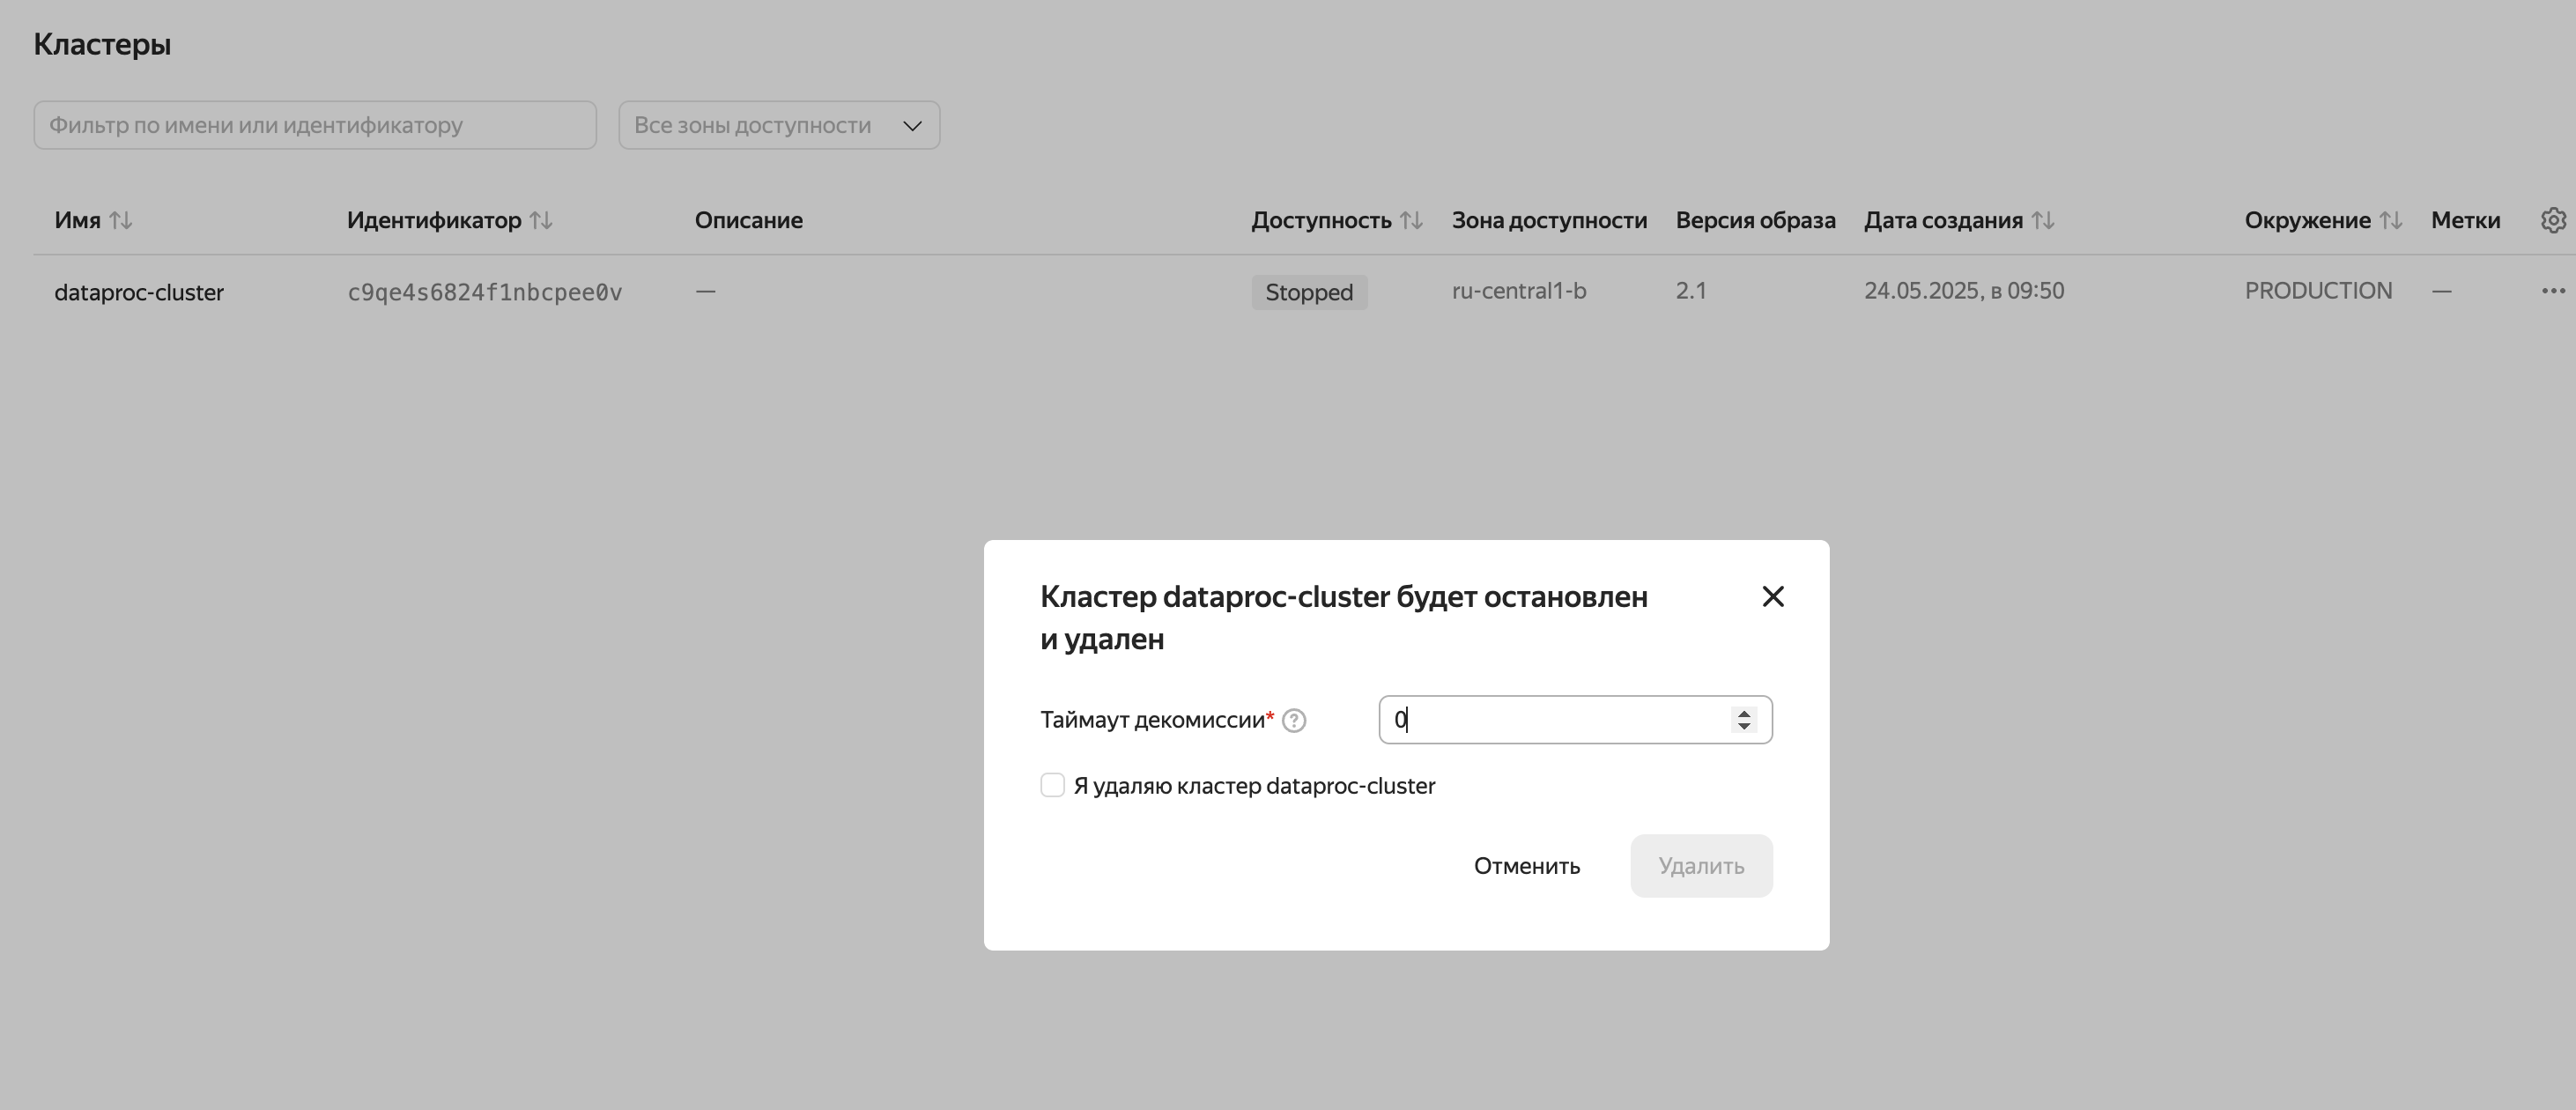 Кластеры
Фильтр по имени или идентификатору
Все зоны доступности
Имя Идентификатор Описание Доступность Зона доступности Версия образа Дата создания Окружение Метки
dataproc-cluster c9qe4s6824f1nbcpee0v — Stopped ru-central1-b 2.1 24.05.2025, в 09:50 PRODUCTION —
Кластер dataproc-cluster будет остановлен
и удален
Таймаут декомиссии* ? 0
Я удаляю кластер dataproc-cluster
Отменить Удалить